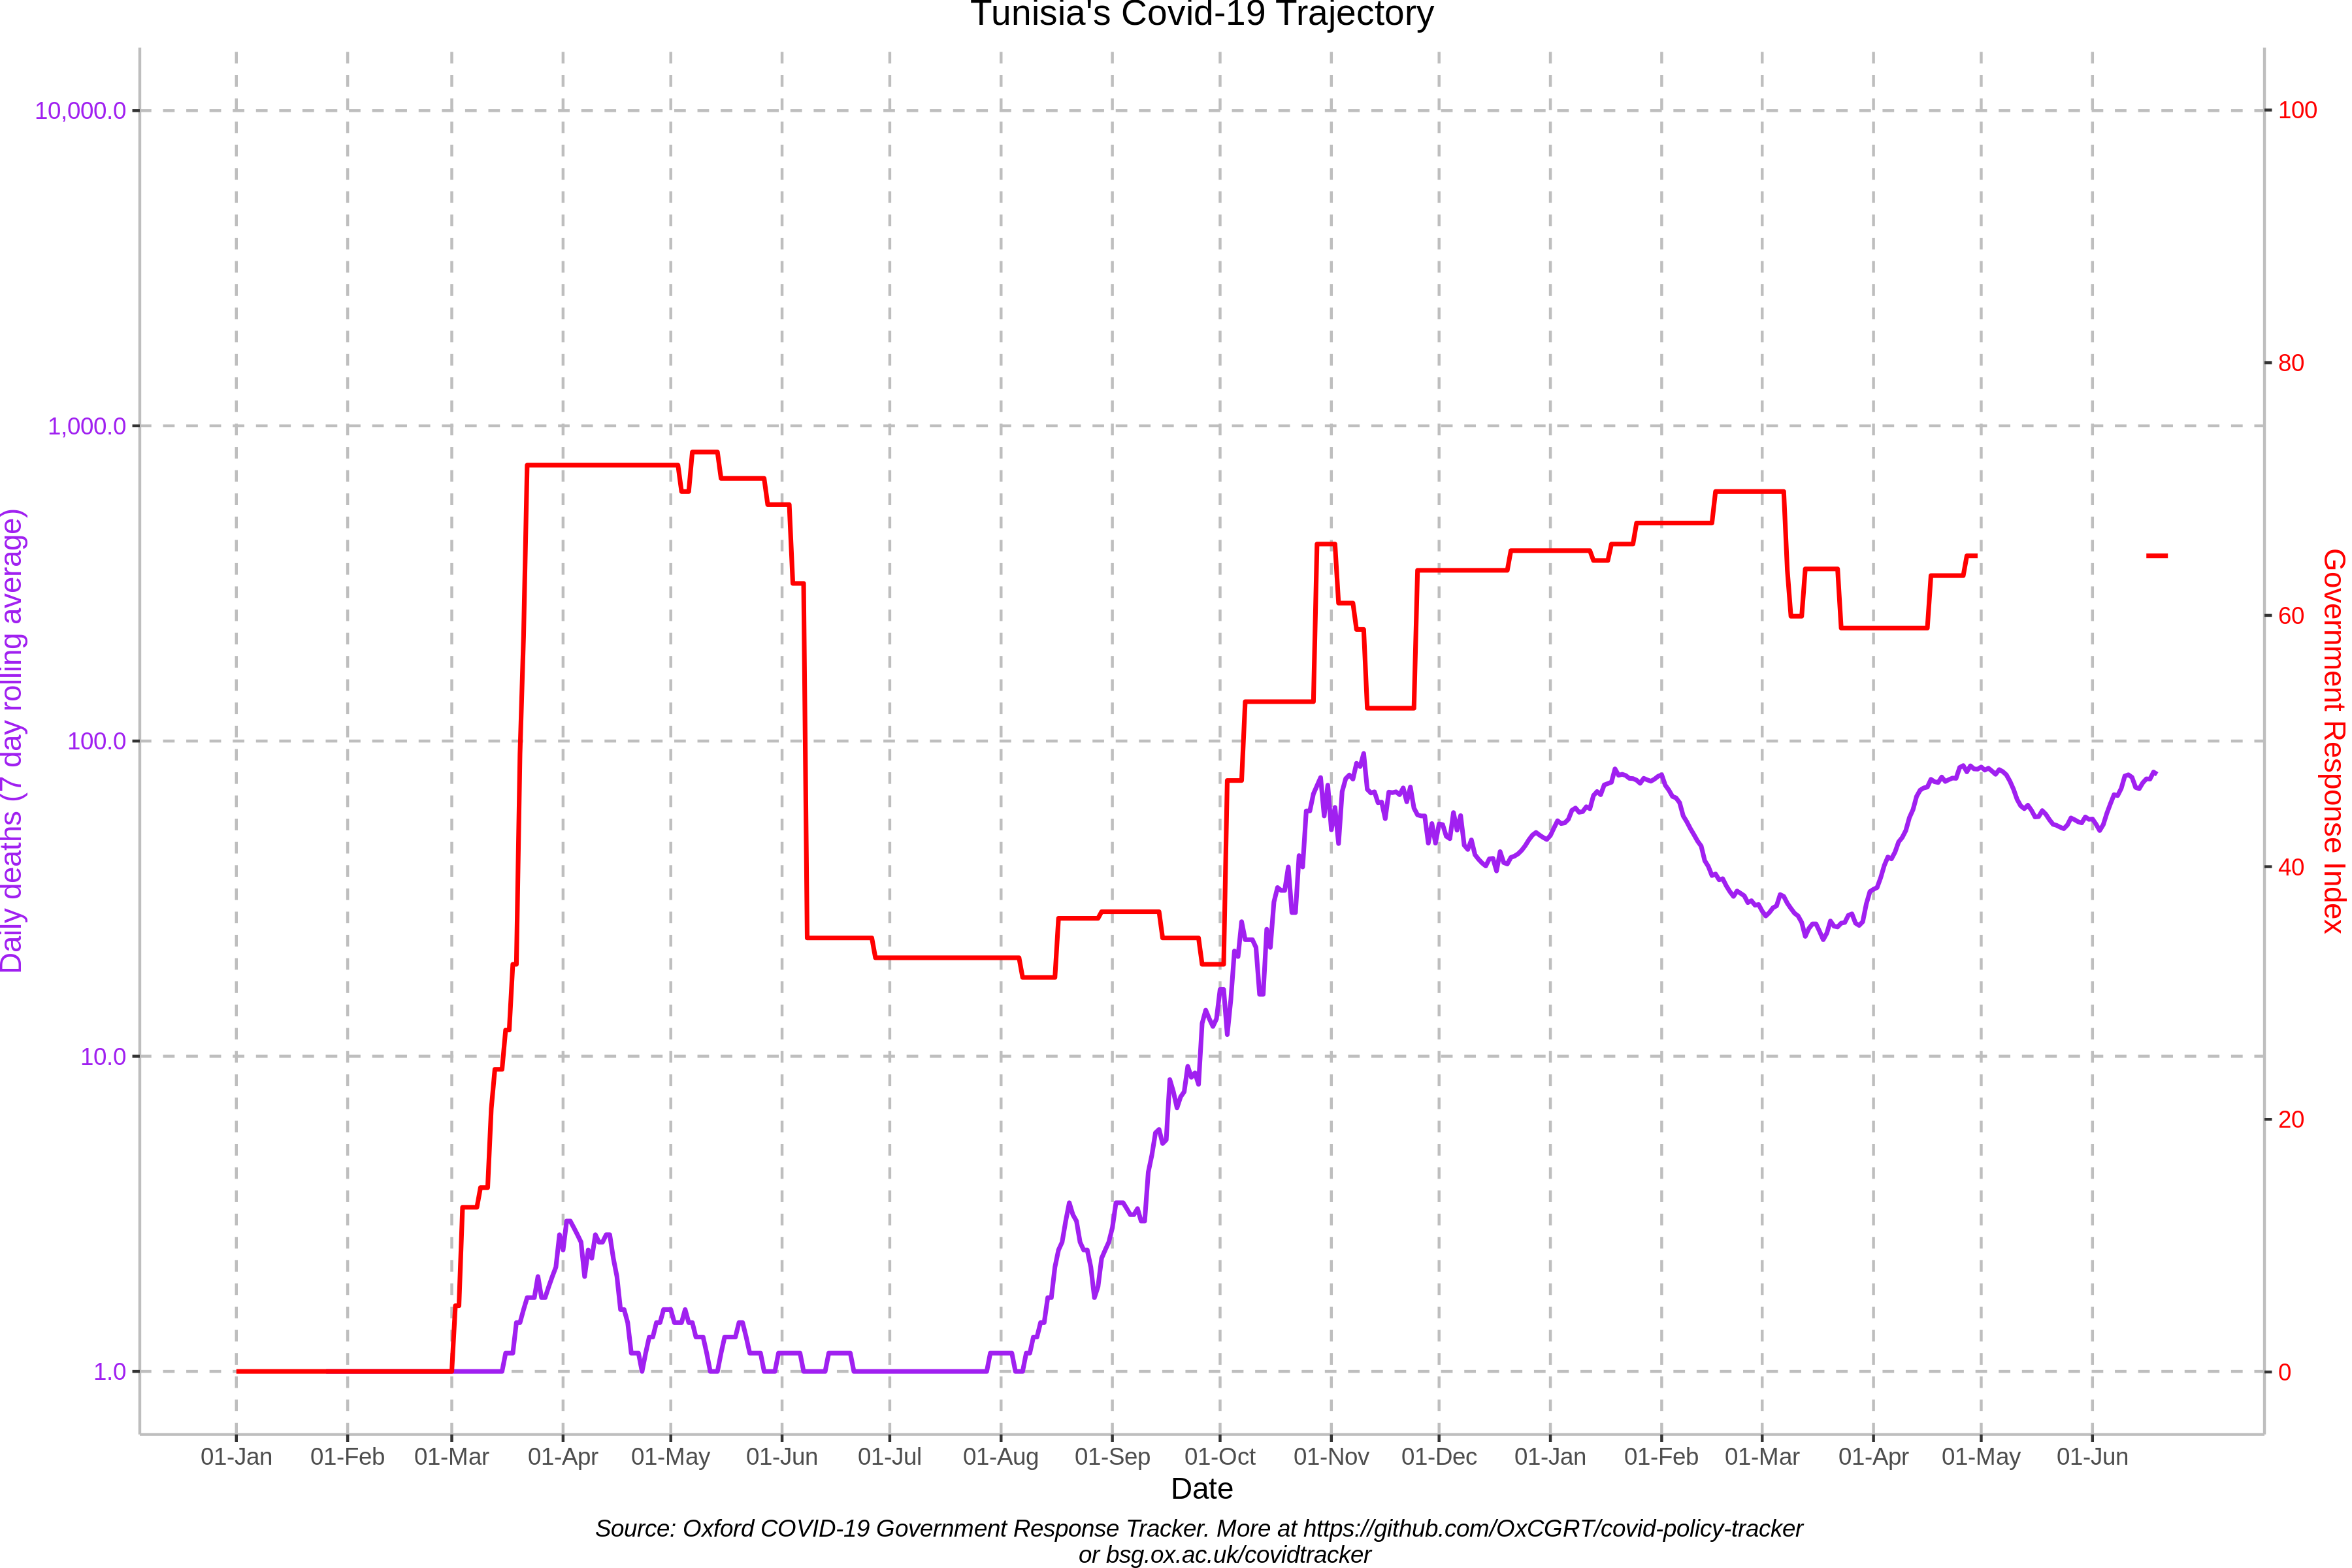 Tunisia's Covid-19 Trajectory
10,000.0
1,000.0
100.0
10.0
1.0
Daily deaths (7 day rolling average)
100
80
60
40
20
0
Government Response Index
01-Jan 01-Feb 01-Mar 01-Apr 01-May 01-Jun 01-Jul 01-Aug 01-Sep 01-Oct 01-Nov 01-Dec 01-Jan 01-Feb 01-Mar 01-Apr 01-May 01-Jun
Date
Source: Oxford COVID-19 Government Response Tracker. More at https://github.com/OxCGRT/covid-policy-tracker
or bsg.ox.ac.uk/covidtracker